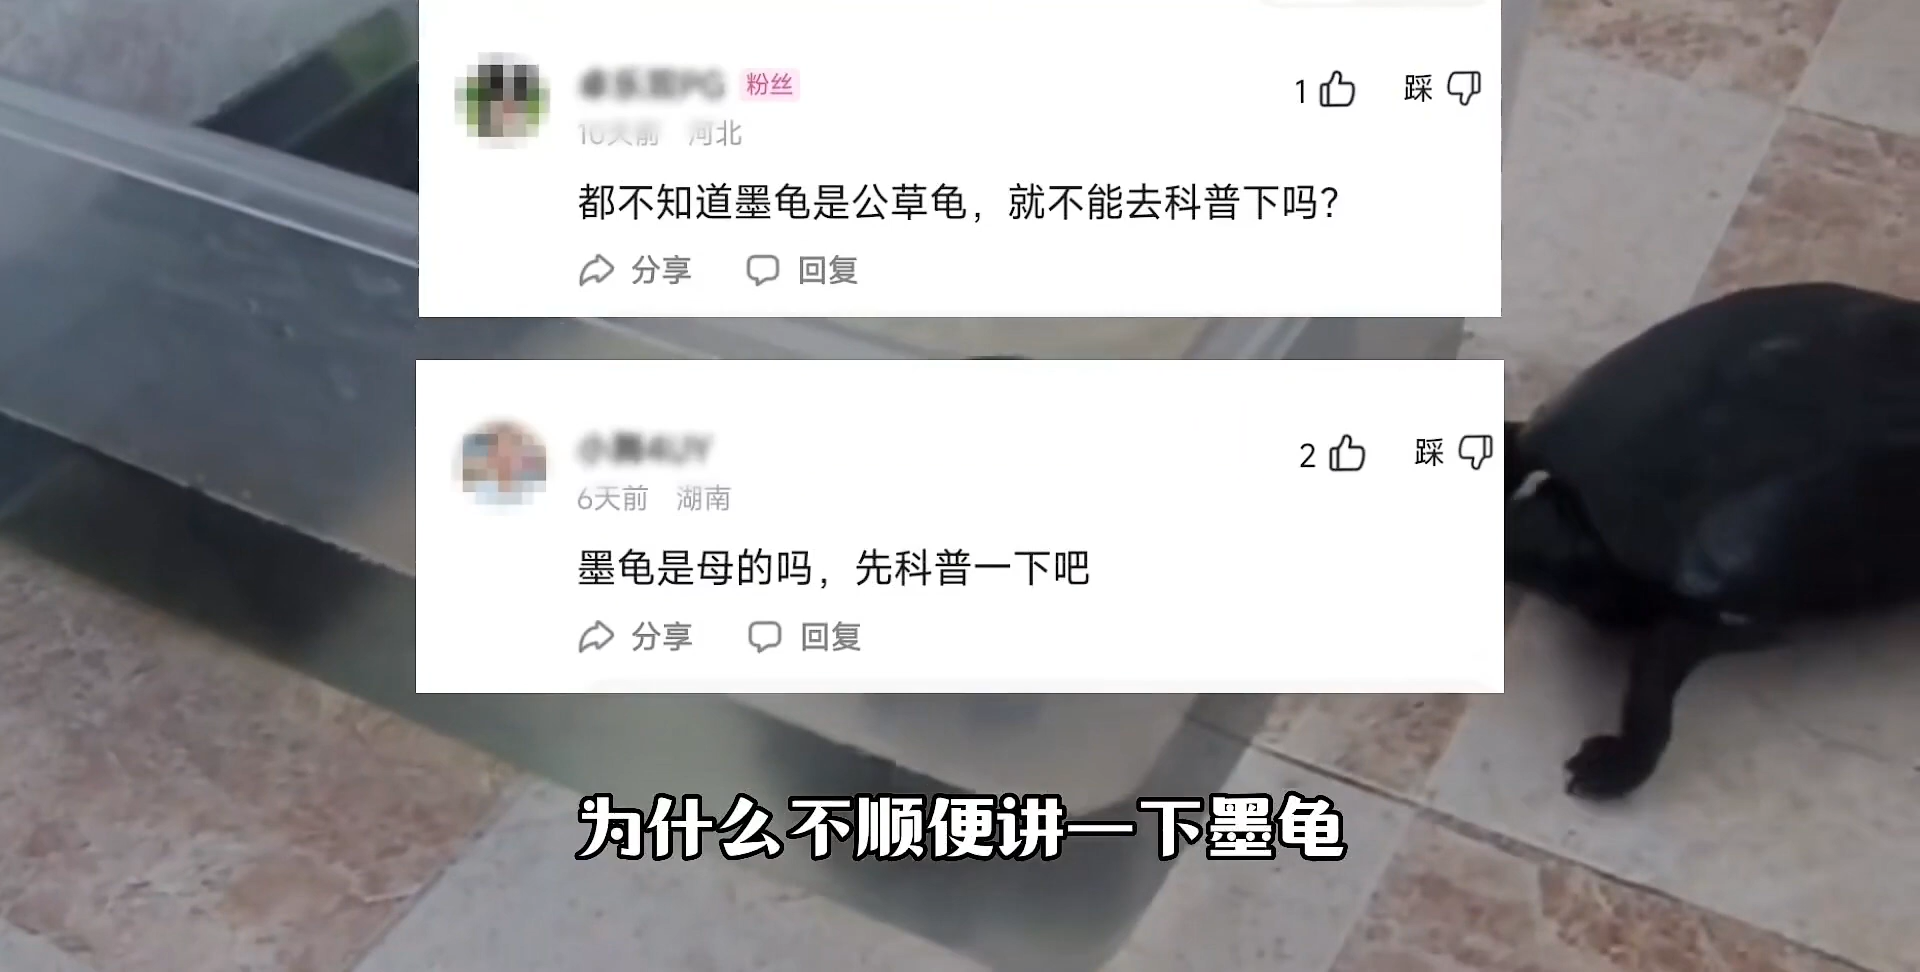 粉丝
1 踩
河北
都不知道墨龟是公草龟，就不能去科普下吗？
分享 回复
2 踩
6天前 湖南
墨龟是母的吗，先科普一下吧
分享 回复
为什么不顺便讲一下墨龟